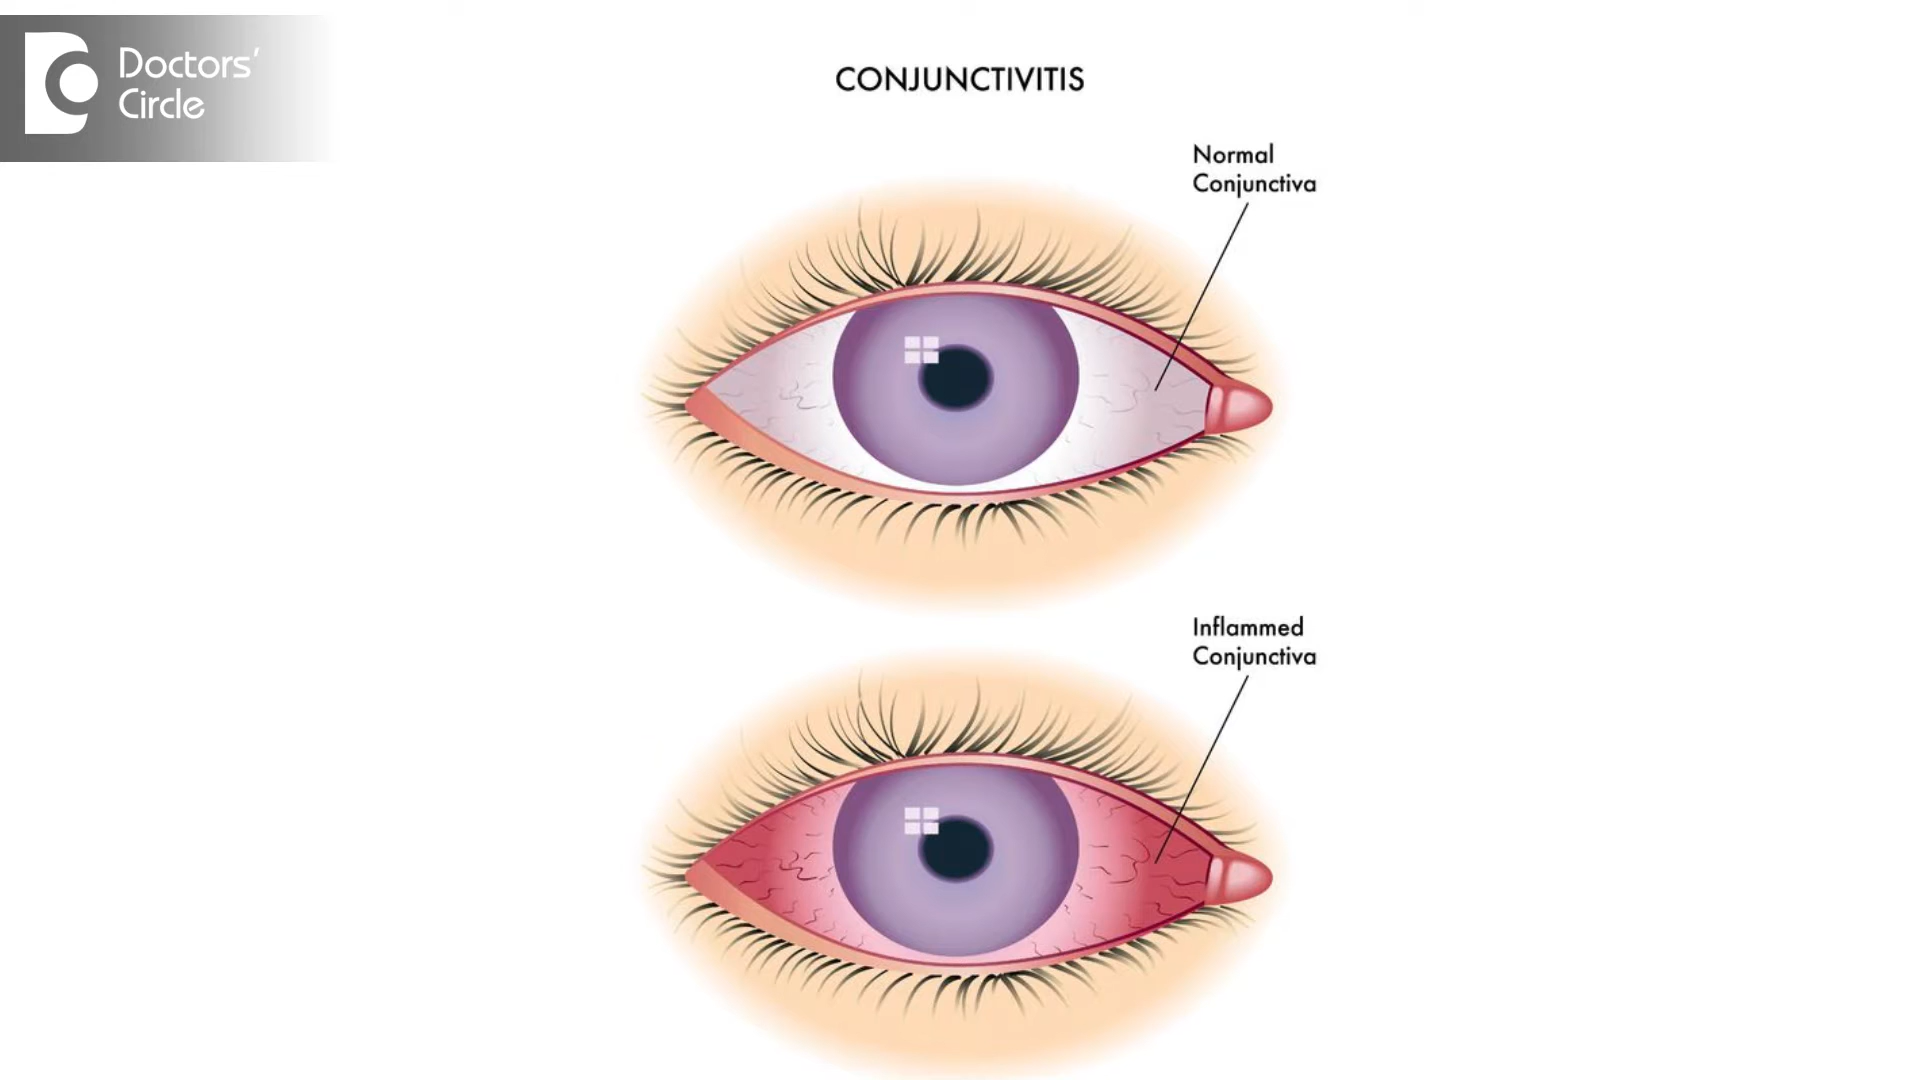 Doctors'
Circle
CONJUNCTIVITIS
Normal
Conjunctiva
Inflammed
Conjunctiva